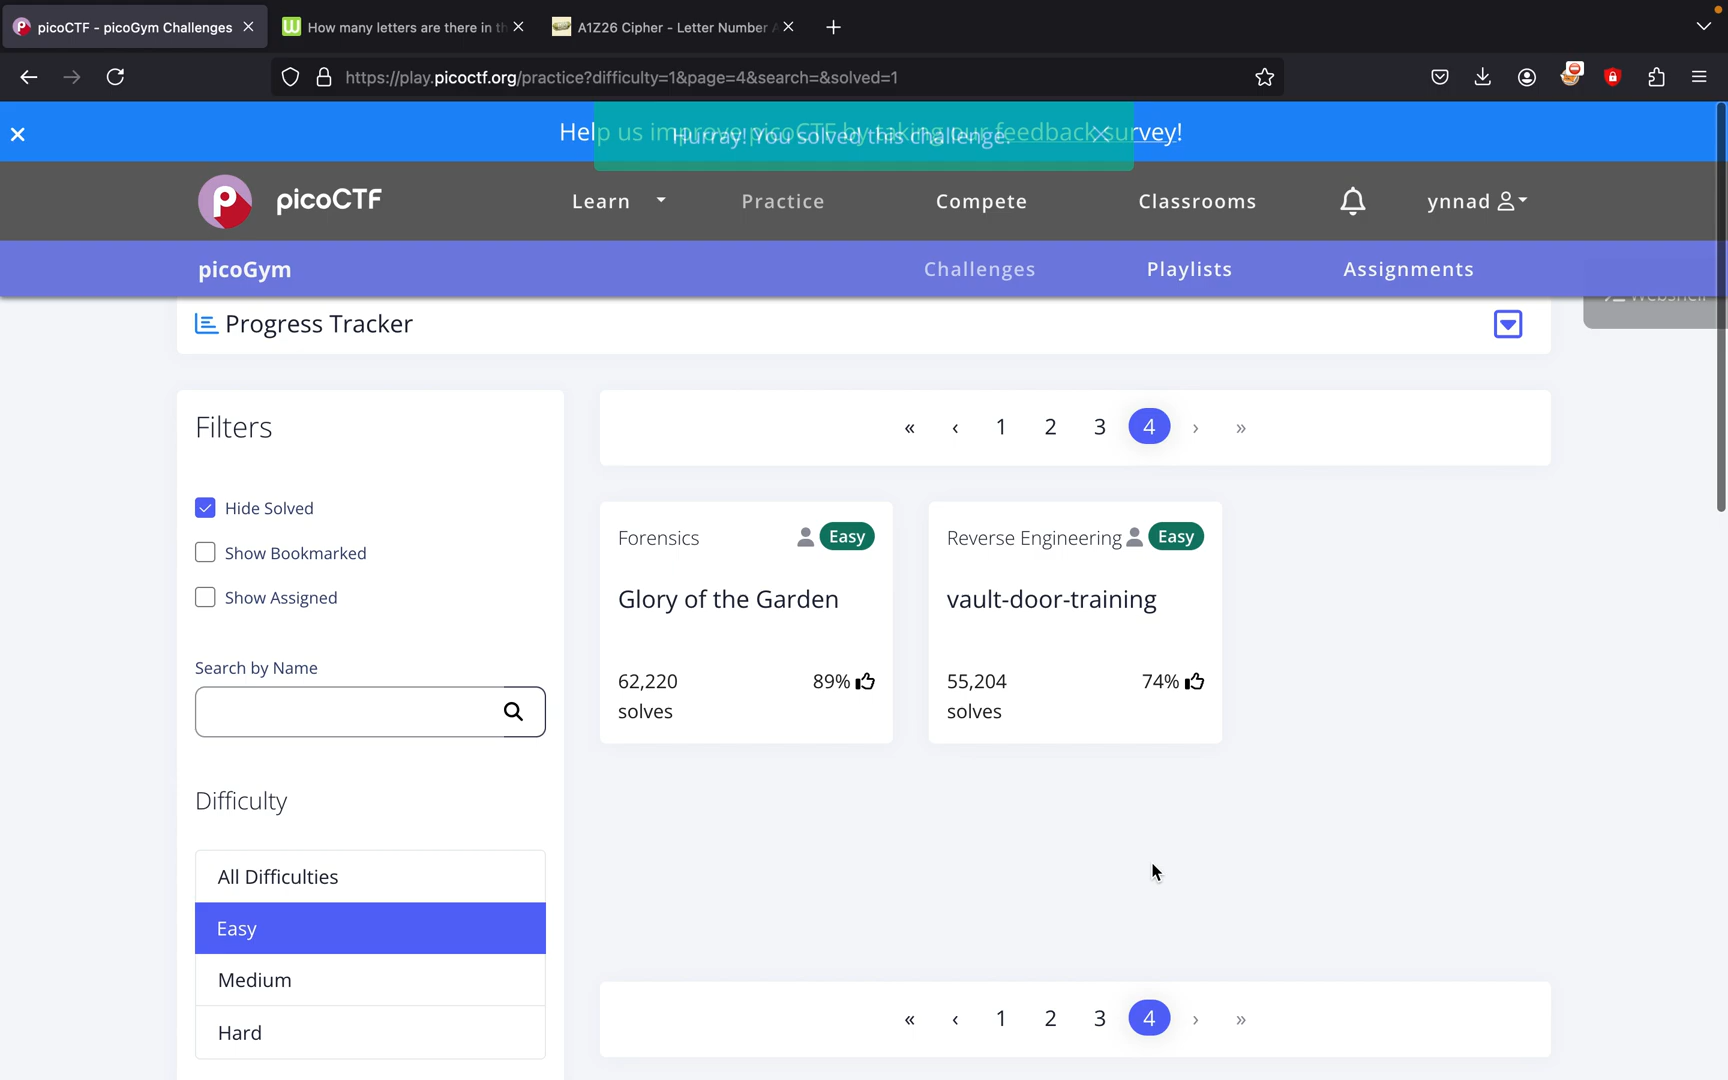 picoCTF - picoGym Challenges
How many letters are there in th
A1Z26 Cipher - Letter Number A
https://play.picoctf.org/practice?difficulty=1&page=4&search=&solved=1
Help us improve picoCTF by taking our feedback survey!
Hurray! You solved this challenge.
picoCTF
Learn
Practice
Compete
Classrooms
ynnad
picoGym
Challenges
Playlists
Assignments
Webshell
Progress Tracker
Filters
« ‹ 1 2 3 4 › »
Hide Solved
Show Bookmarked
Show Assigned
Forensics
Easy
Glory of the Garden
62,220
solves
89%
Reverse Engineering
Easy
vault-door-training
55,204
solves
74%
Search by Name
Difficulty
All Difficulties
Easy
Medium
Hard
« ‹ 1 2 3 4 › »